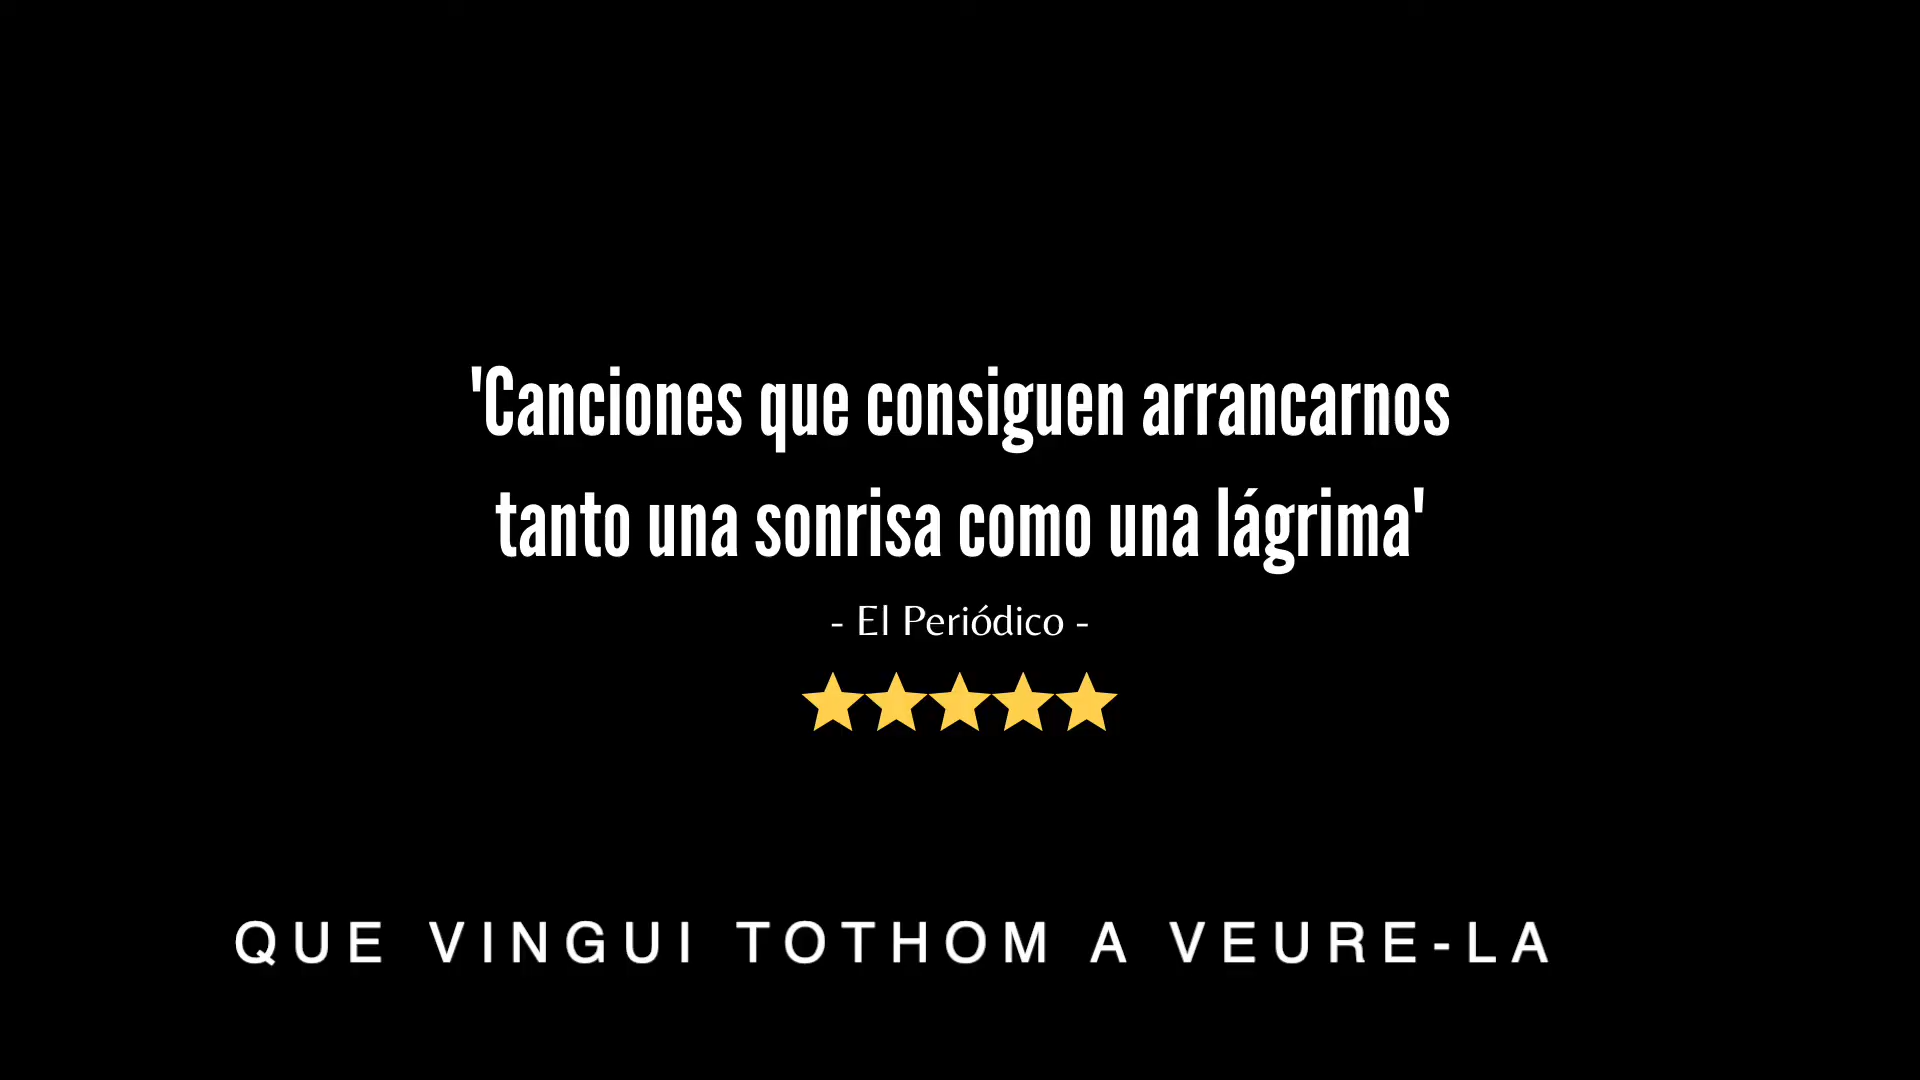 'Canciones que consiguen arrancarnos
tanto una sonrisa como una lágrima'
- El Periódico -
QUE VINGUI TOTHOM A VEURE-LA